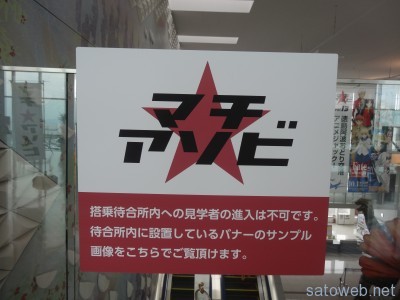 マチ
アソビ
搭乗待合所内への見学者の進入は不可です。
待合所内に設置しているバナーのサンプル
画像をこちらでご覧頂けます。
satoweb.net